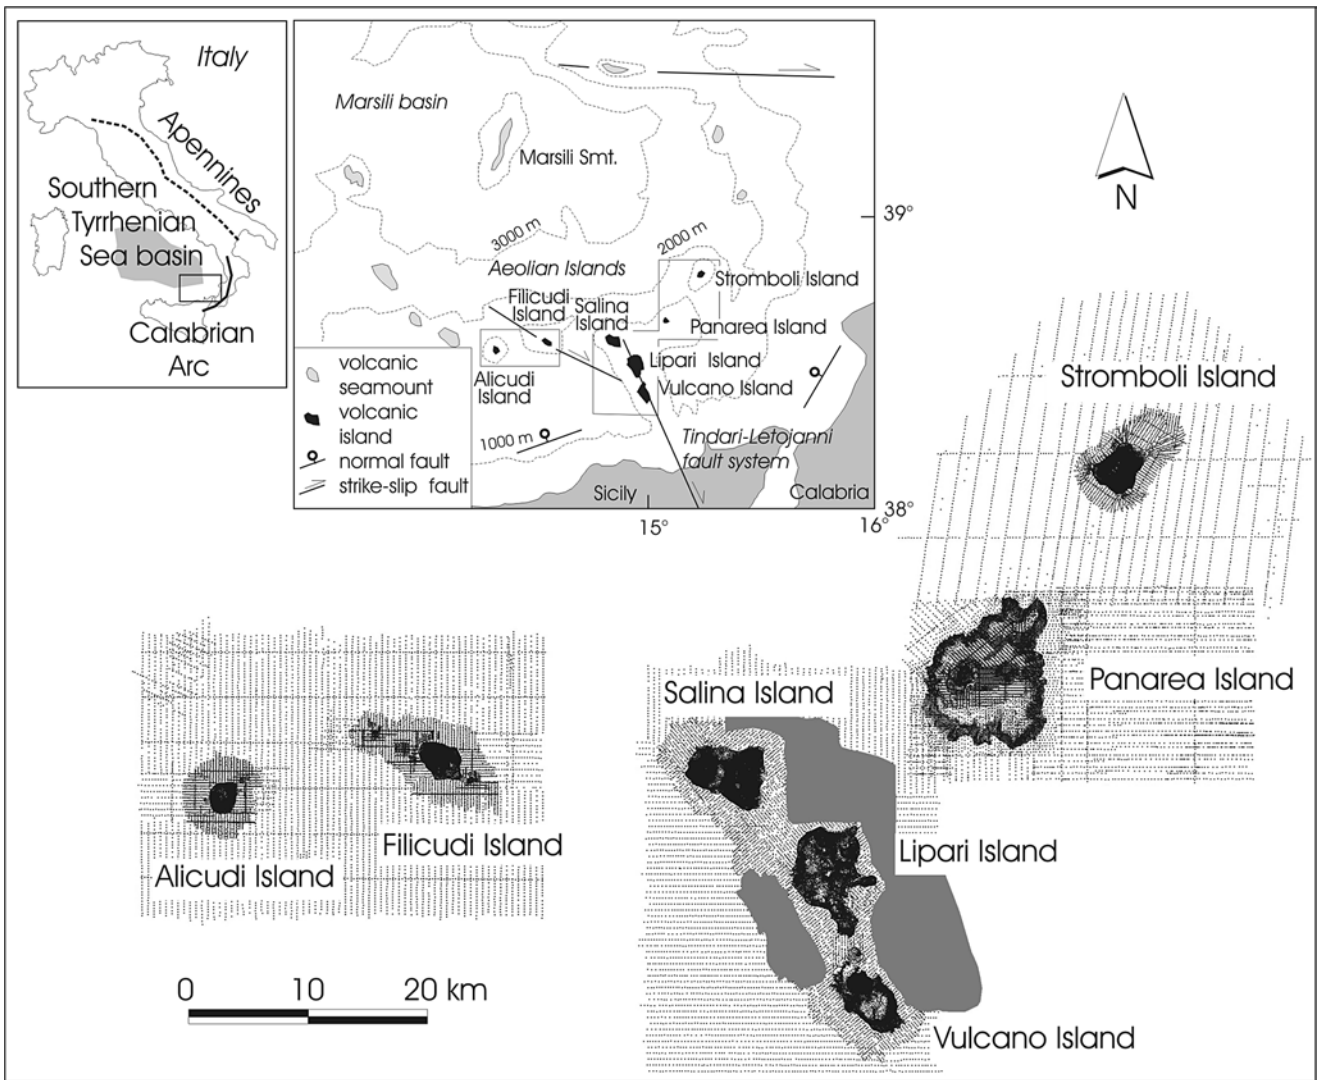 Italy
Apennines
Southern
Tyrrhenian
Sea basin
Calabrian
Arc
Marsili basin
Marsili Smt.
3000 m
2000 m
39°
Aeolian Islands
Stromboli Island
Filicudi
Island
Salina
Island
Panarea Island
Lipari Island
Alicudi
Island
Vulcano Island
1000 m
Tindari-Letojanni
fault system
Sicily
Calabria
38°
15°
16°
volcanic
seamount
volcanic
island
normal fault
strike-slip fault
N
Stromboli Island
Panarea Island
Salina Island
Lipari Island
Vulcano Island
Filicudi Island
Alicudi Island
0 10 20 km